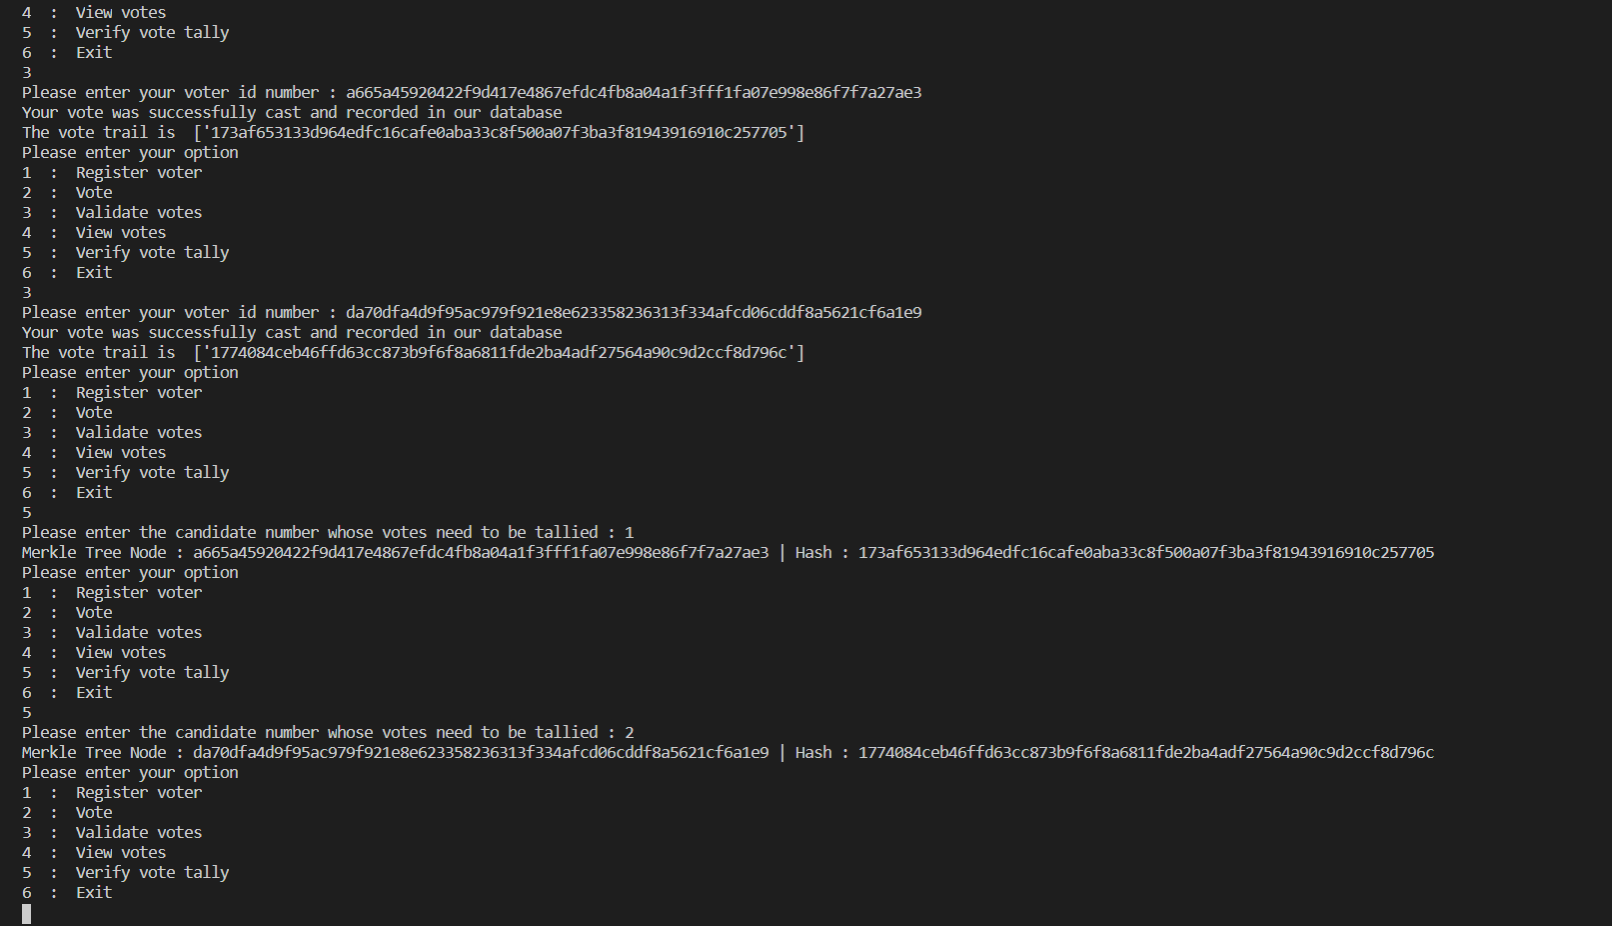 4  :  View votes
5  :  Verify vote tally
6  :  Exit
3
Please enter your voter id number : a665a45920422f9d417e4867efdc4fb8a04a1f3fff1fa07e998e86f7f7a27ae3
Your vote was successfully cast and recorded in our database
The vote trail is  ['173af653133d964edfc16cafe0aba33c8f500a07f3ba3f81943916910c257705']
Please enter your option
1  :  Register voter
2  :  Vote
3  :  Validate votes
4  :  View votes
5  :  Verify vote tally
6  :  Exit
3
Please enter your voter id number : da70dfa4d9f95ac979f921e8e623358236313f334afcd06cddf8a5621cf6a1e9
Your vote was successfully cast and recorded in our database
The vote trail is  ['1774084ceb46ffd63cc873b9f6f8a6811fde2ba4adf27564a90c9d2ccf8d796c']
Please enter your option
1  :  Register voter
2  :  Vote
3  :  Validate votes
4  :  View votes
5  :  Verify vote tally
6  :  Exit
5
Please enter the candidate number whose votes need to be tallied : 1
Merkle Tree Node : a665a45920422f9d417e4867efdc4fb8a04a1f3fff1fa07e998e86f7f7a27ae3 | Hash : 173af653133d964edfc16cafe0aba33c8f500a07f3ba3f81943916910c257705
Please enter your option
1  :  Register voter
2  :  Vote
3  :  Validate votes
4  :  View votes
5  :  Verify vote tally
6  :  Exit
5
Please enter the candidate number whose votes need to be tallied : 2
Merkle Tree Node : da70dfa4d9f95ac979f921e8e623358236313f334afcd06cddf8a5621cf6a1e9 | Hash : 1774084ceb46ffd63cc873b9f6f8a6811fde2ba4adf27564a90c9d2ccf8d796c
Please enter your option
1  :  Register voter
2  :  Vote
3  :  Validate votes
4  :  View votes
5  :  Verify vote tally
6  :  Exit